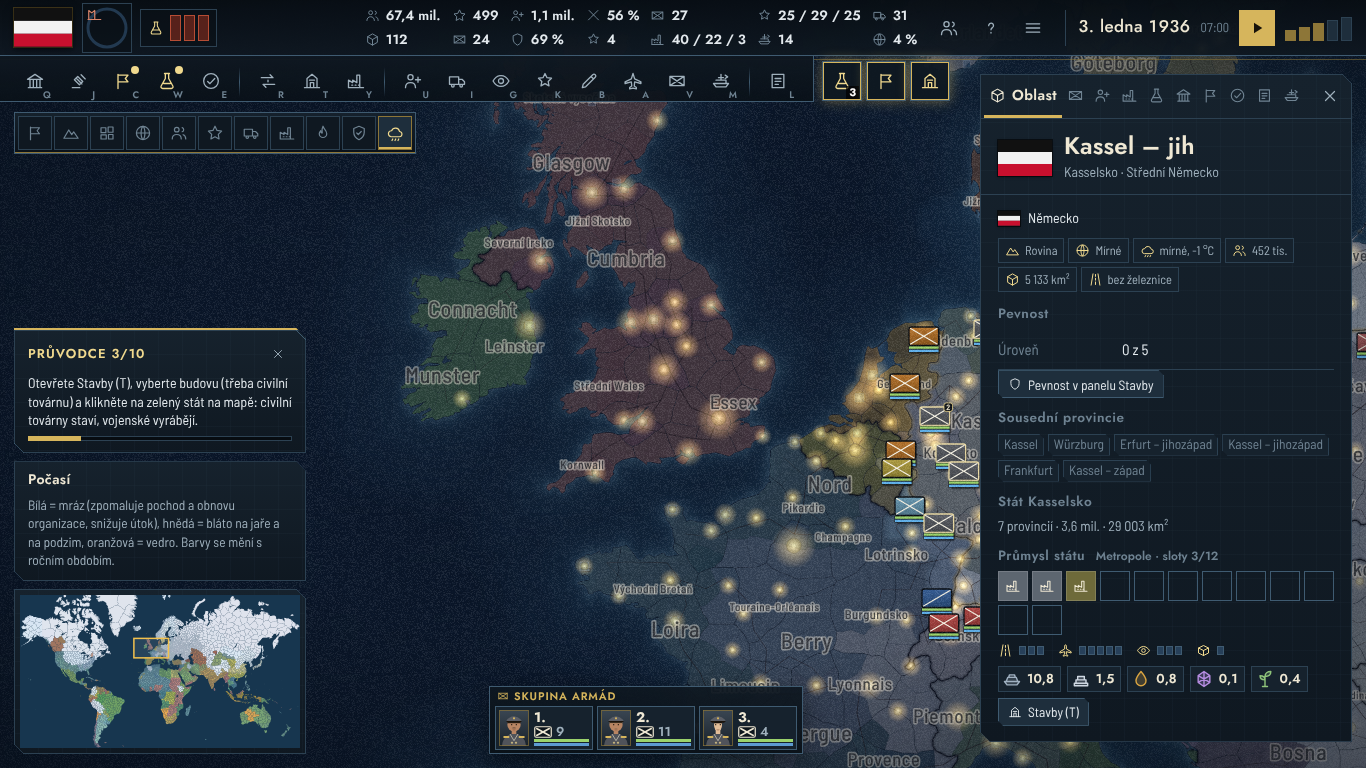 67,4 mil. 499 1,1 mil. 56 % 27 25 / 29 / 25 31
112 24 69 % 4 40 / 22 / 3 14 4 %
? 3. ledna 1936 07:00
Q J C W E R T Y U I G K B A V M L
3
Göteborg
Glasgow
Jižní Skotsko
Severní Irsko
Cumbria
Connacht
Leinster
Munster
Střední Wales
Essex
Kornwall
Nord
Pikardie
Champagne
Lotrinsko
Východní Bretaň
Touraine-Orléanais
Burgundsko
Loira
Berry
Limousin
Lyonnais
Piemont
Provence
Bosna
2
PRŮVODCE 3/10
Otevřete Stavby (T), vyberte budovu (třeba civilní
továrnu) a klikněte na zelený stát na mapě: civilní
továrny staví, vojenské vyrábějí.
Počasí
Bílá = mráz (zpomaluje pochod a obnovu
organizace, snižuje útok), hnědá = bláto na jaře a
na podzim, oranžová = vedro. Barvy se mění s
ročním obdobím.
SKUPINA ARMÁD
1. 9
2. 11
3. 4
Oblast
Kassel – jih
Kasselsko · Střední Německo
Německo
Rovina Mírné mírné, -1 °C 452 tis.
5 133 km² bez železnice
Pevnost
Úroveň 0 z 5
Pevnost v panelu Stavby
Sousední provincie
Kassel Würzburg Erfurt – jihozápad Kassel – jihozápad
Frankfurt Kassel – západ
Stát Kasselsko
7 provincií · 3,6 mil. · 29 003 km²
Průmysl státu Metropole · sloty 3/12
10,8 1,5 0,8 0,1 0,4
Stavby (T)